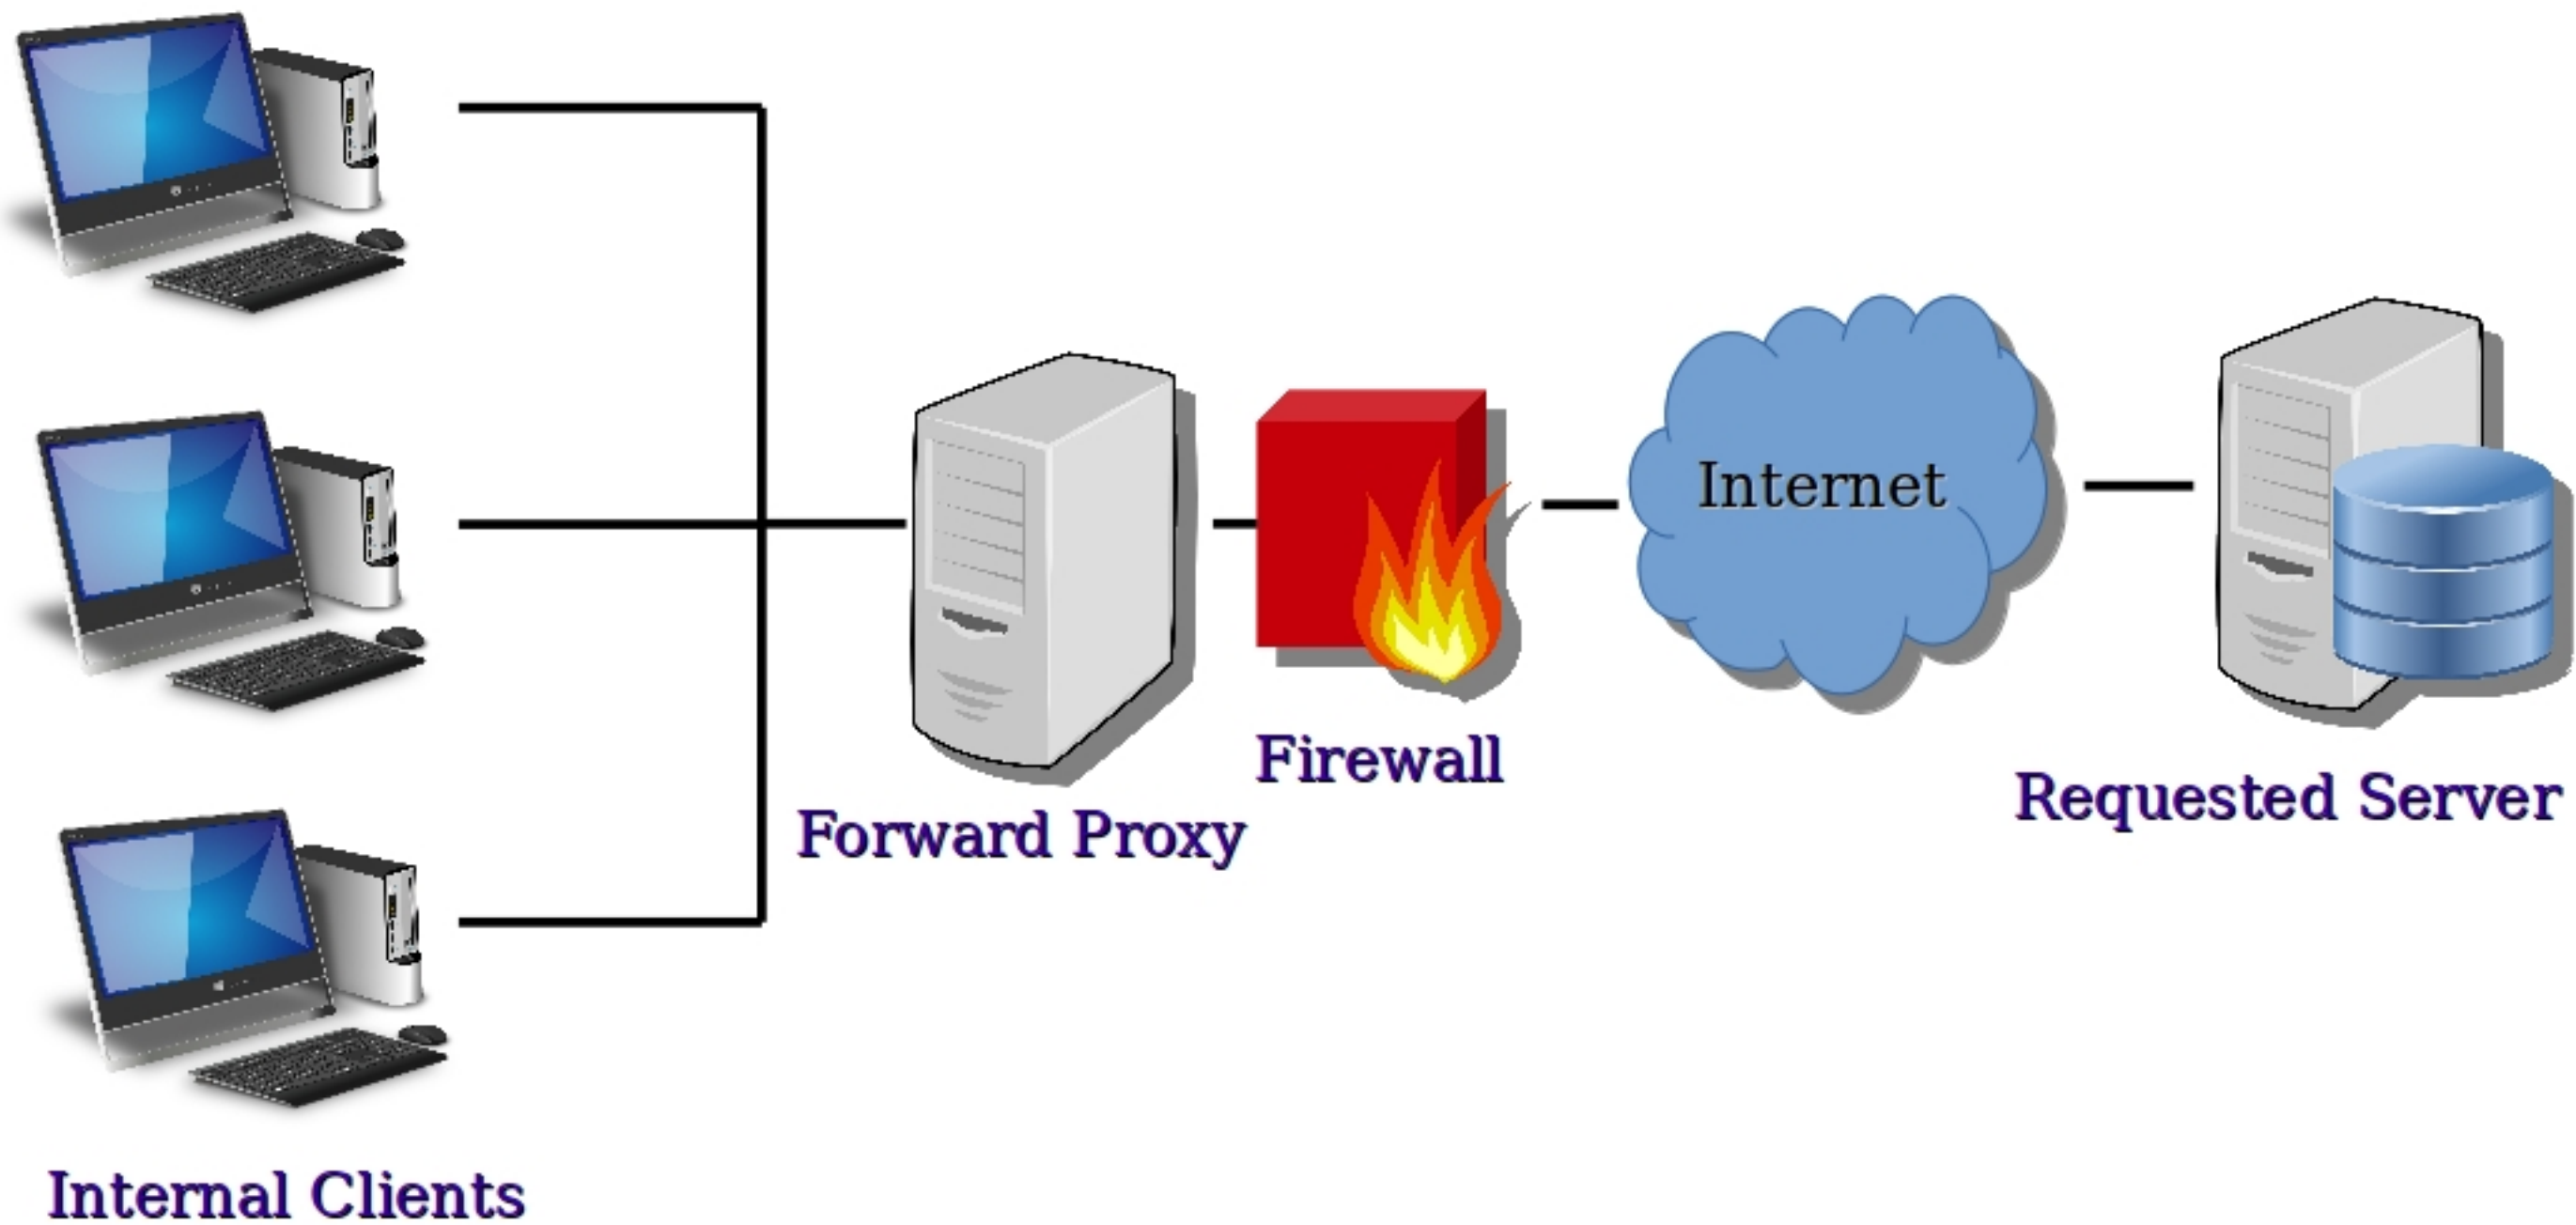 Internet
Firewall
Requested Server
Forward Proxy
Internal Clients